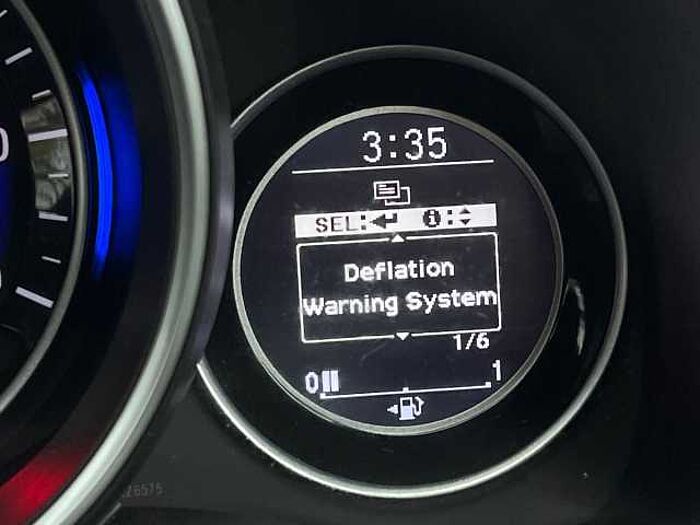 3:35
SEL:
Deflation
Warning System
1/6
0 1